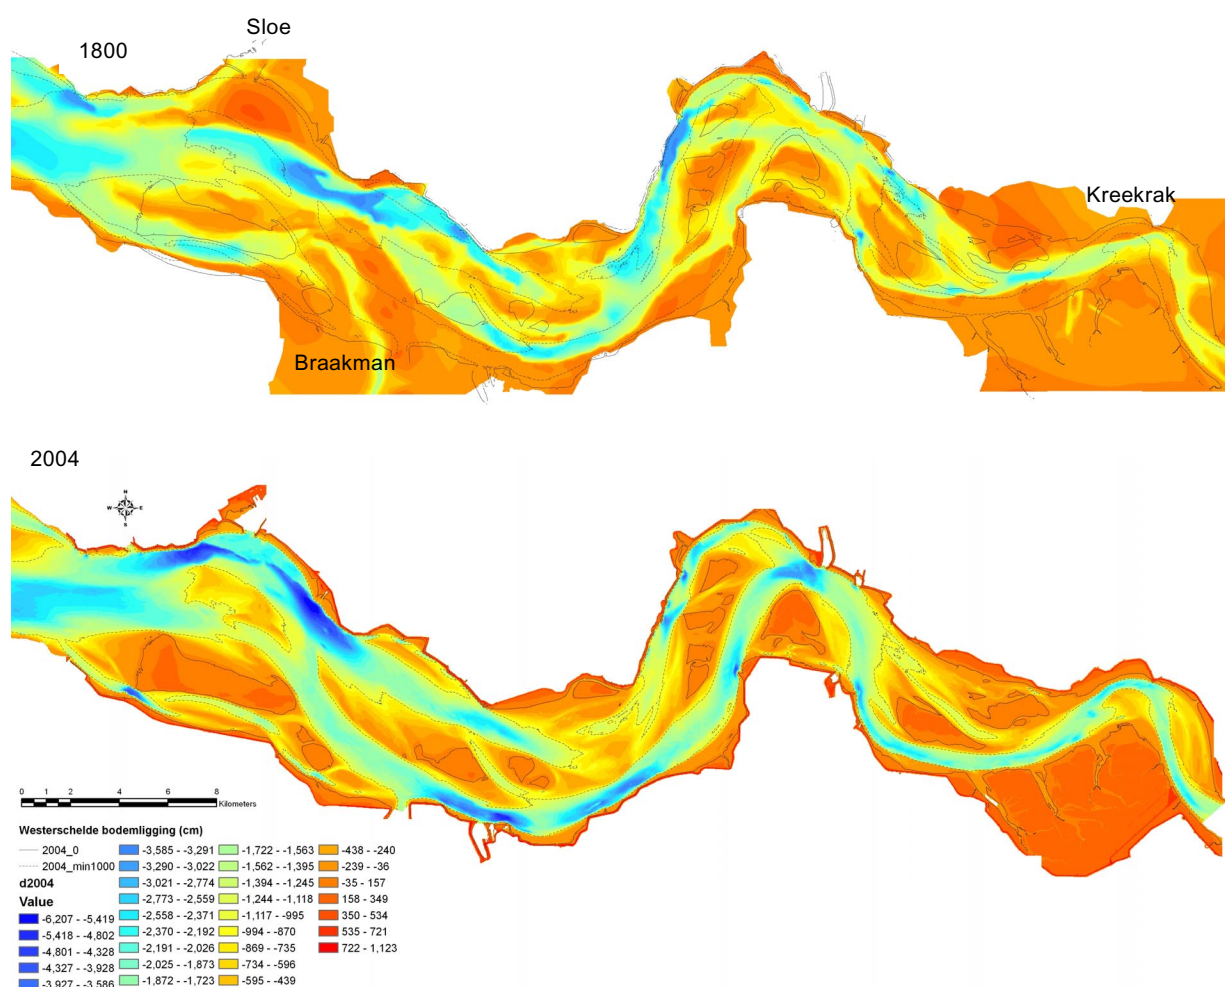 Sloe
1800
Kreekrak
Braakman
2004
N
W E
S
0 2 4 6 8
Kilometers
Westerschelde bodemligging (cm)
2004_0
2004_min1000
d2004
Value
-6,207 - -5,419
-5,418 - -4,802
-4,801 - -4,328
-4,327 - -3,928
-3,927 - -3,586
-3,585 - -3,291
-3,290 - -3,022
-3,021 - -2,774
-2,773 - -2,559
-2,558 - -2,371
-2,370 - -2,192
-2,191 - -2,026
-2,025 - -1,873
-1,872 - -1,723
-1,722 - -1,563
-1,562 - -1,395
-1,394 - -1,245
-1,244 - -1,118
-1,117 - -995
-994 - -870
-869 - -735
-734 - -596
-595 - -439
-438 - -240
-239 - -36
-35 - 157
158 - 349
350 - 534
535 - 721
722 - 1,123